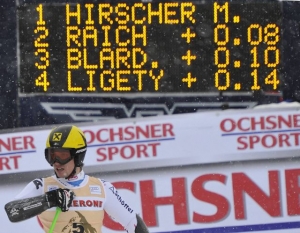 1 HIRSCHER M.
2 RAICH + 0.08
3 BLARD. + 0.10
4 LIGETY + 0.14
OCHSNER SPORT
OCHSNER
SPORT
OCHSNER
SPORT
OCHSNER